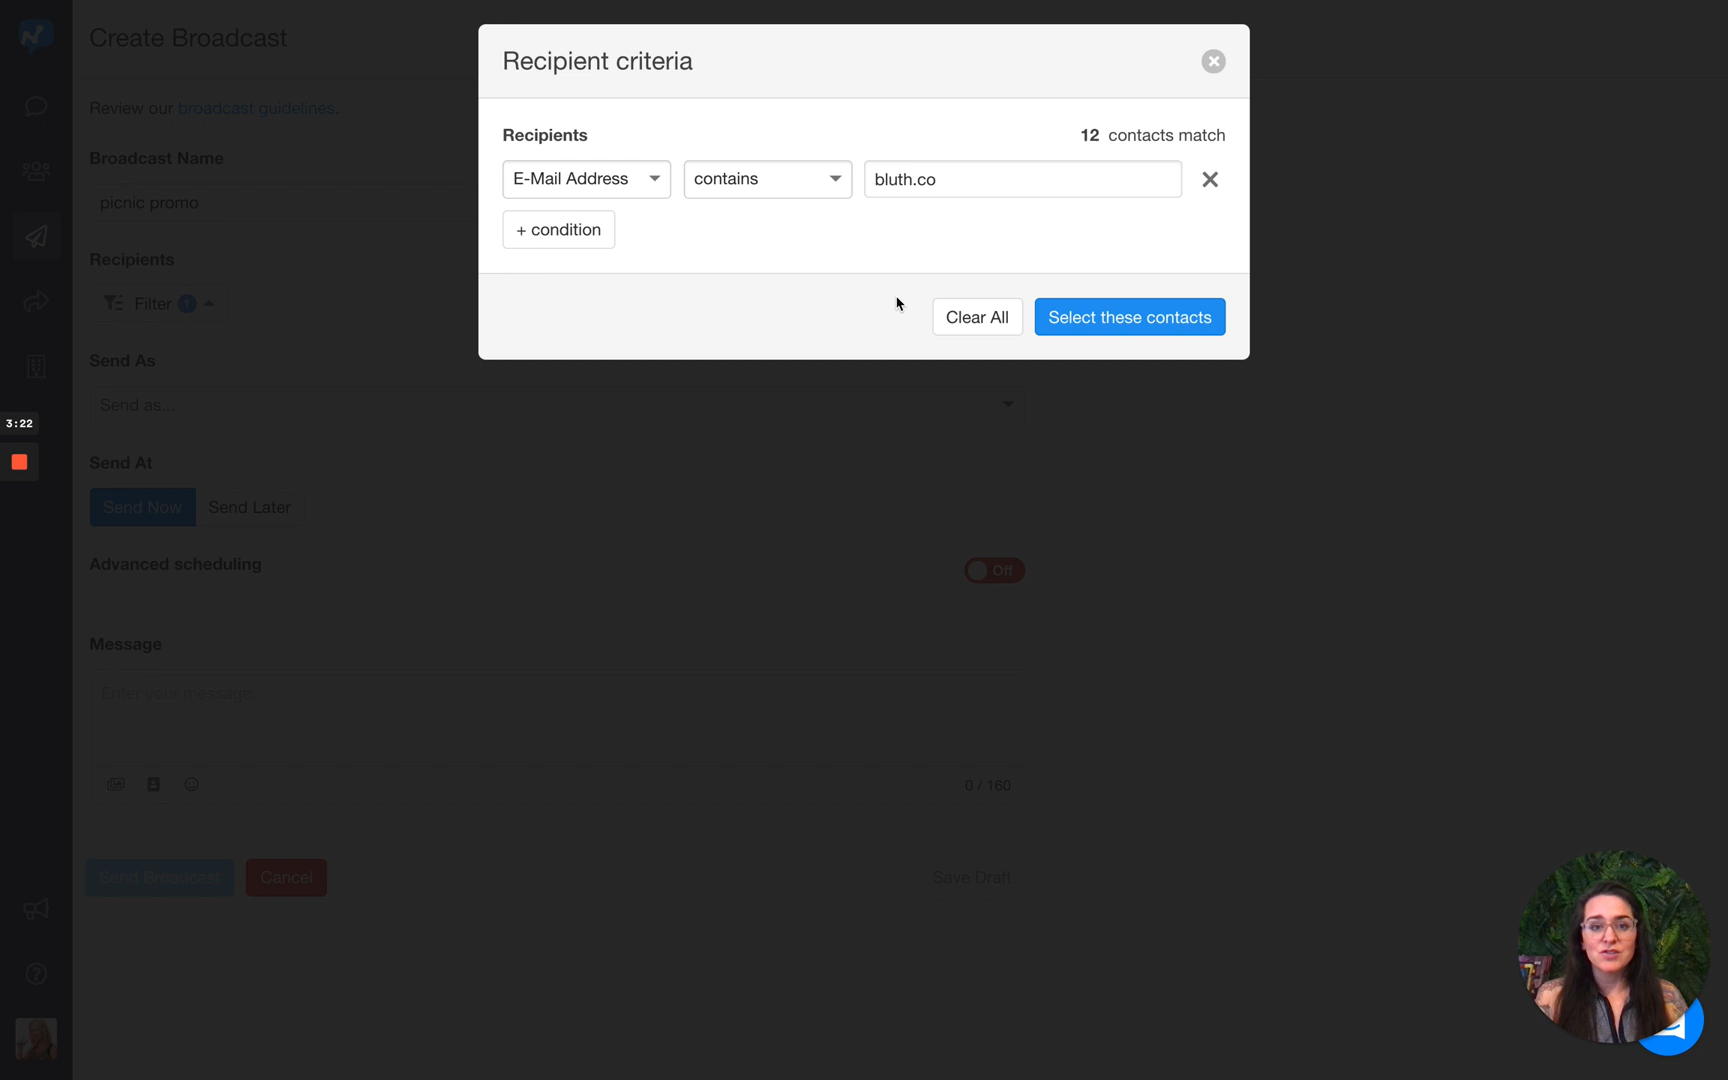 Create Broadcast
Review our broadcast guidelines.
Broadcast Name
picnic promo
Recipients
Filter 1
Send As
Send as...
Send At
Send Now Send Later
Advanced scheduling
Off
Message
Enter your message
0 / 160
Send Broadcast Cancel Save Draft
3:22
Recipient criteria
Recipients 12 contacts match
E-Mail Address contains bluth.co
+ condition
Clear All Select these contacts